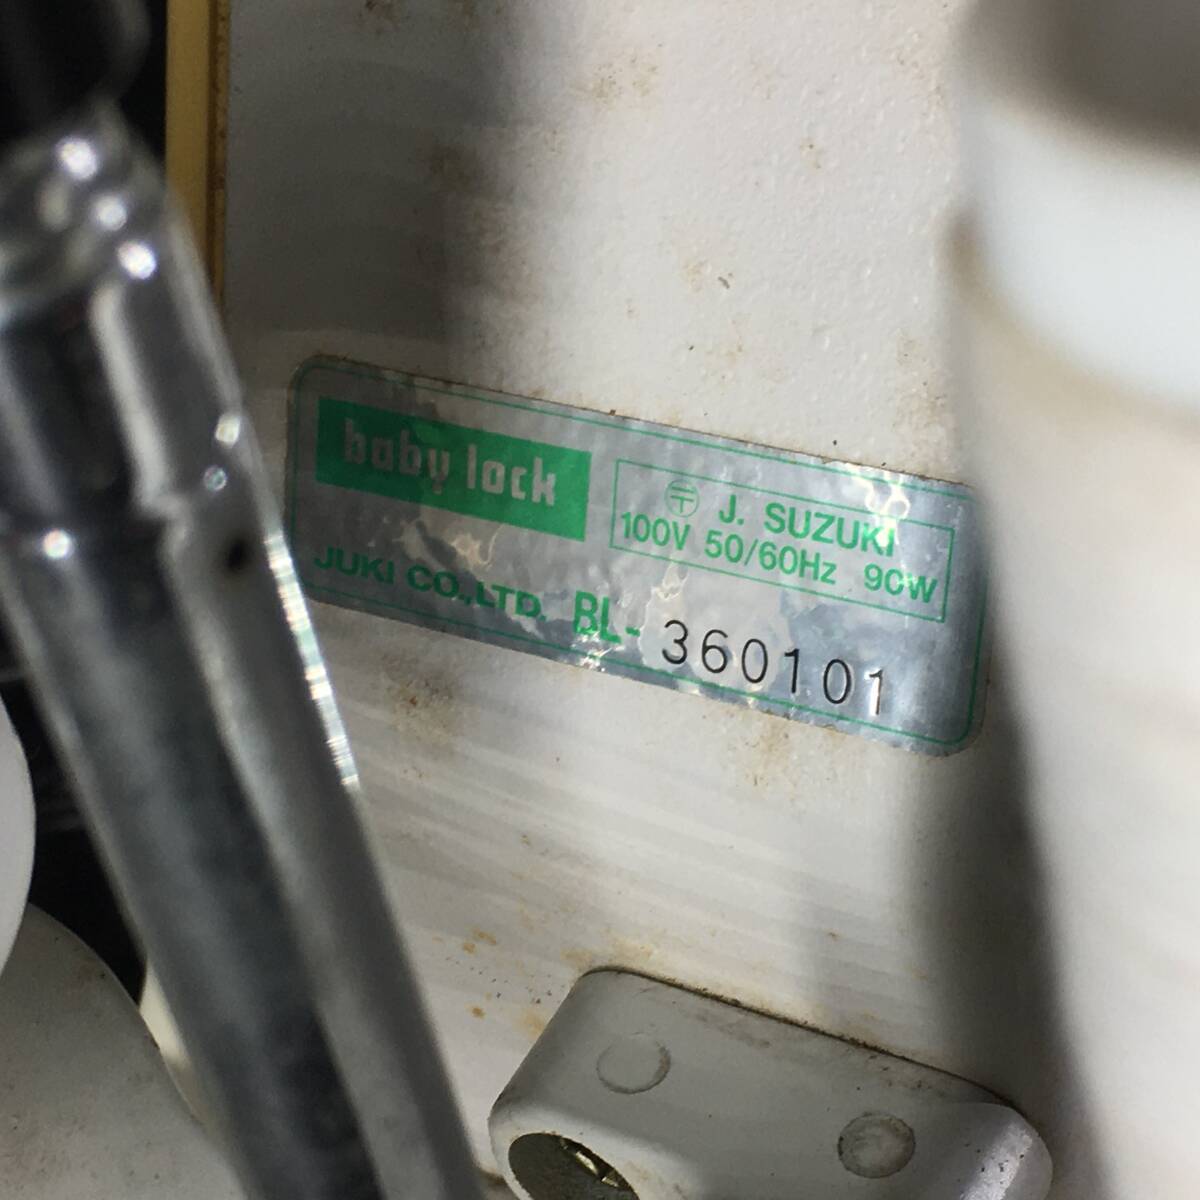 baby lock
〒 J. SUZUKI
100V 50/60Hz 90W
JUKI CO.,LTD. BL-360101